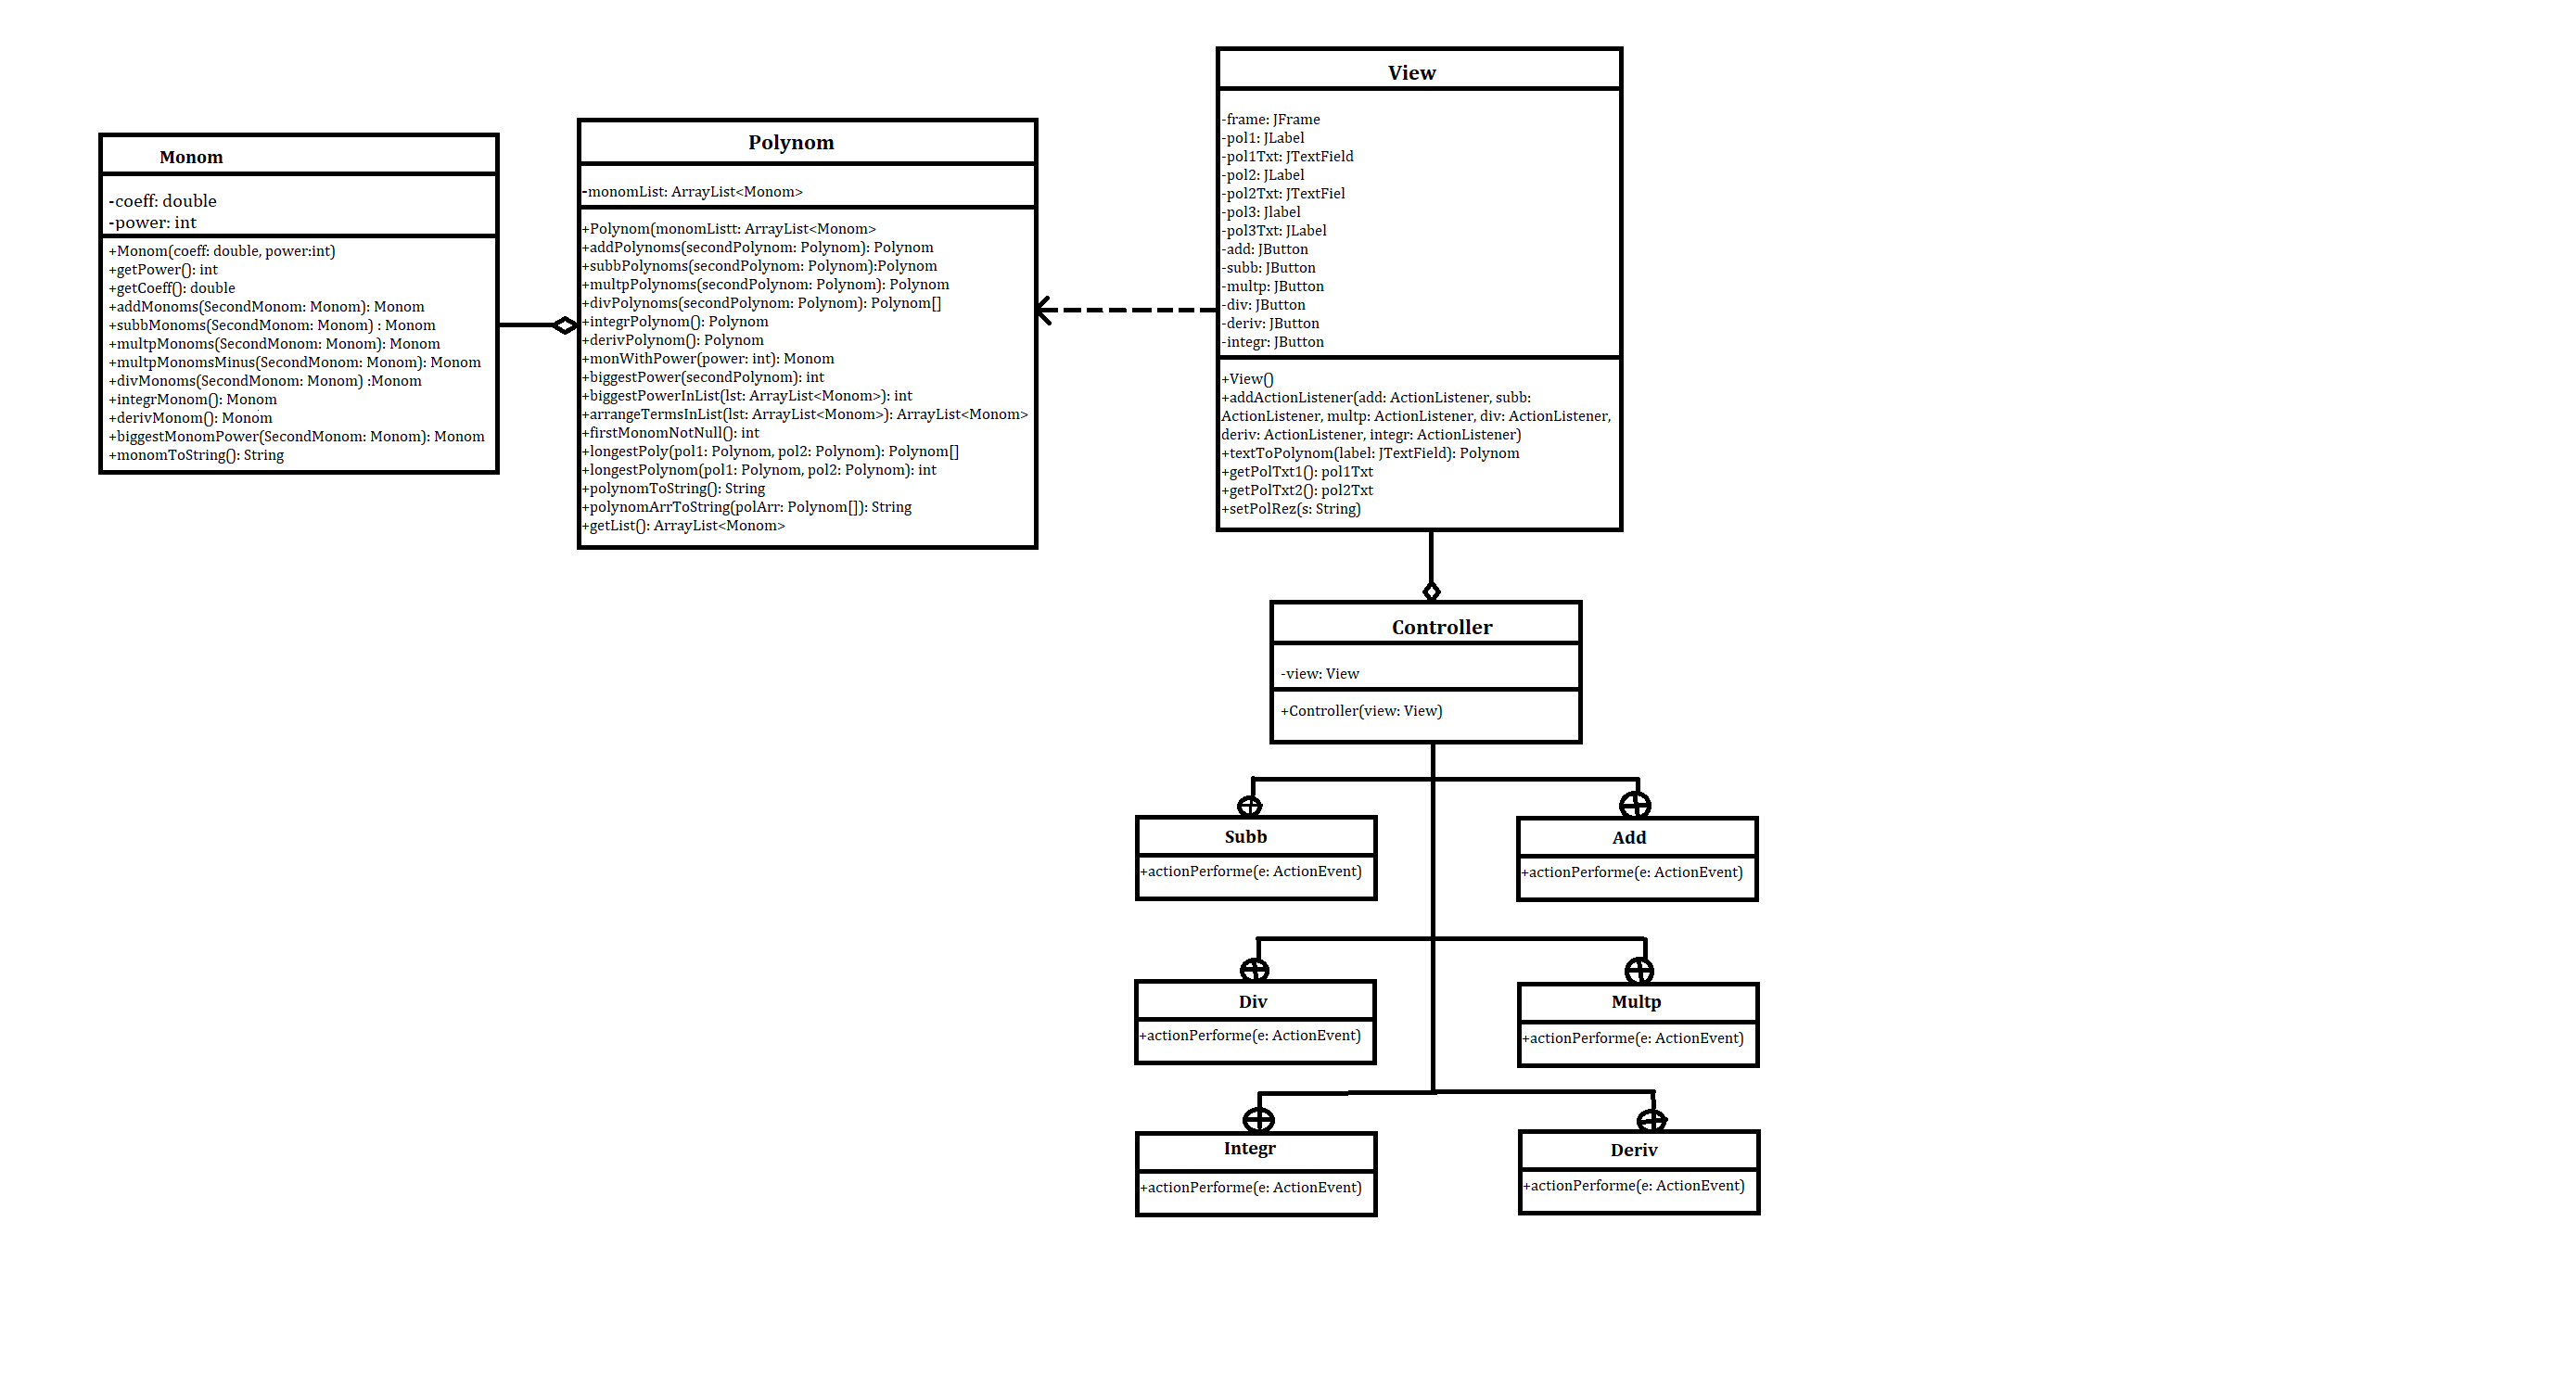 Monom
-coeff: double
-power: int
+Monom(coeff: double, power:int)
+getPower(): int
+getCoeff(): double
+addMonoms(SecondMonom: Monom): Monom
+subbMonoms(SecondMonom: Monom) : Monom
+multpMonoms(SecondMonom: Monom): Monom
+multpMonomsMinus(SecondMonom: Monom): Monom
+divMonoms(SecondMonom: Monom) :Monom
+integrMonom(): Monom
+derivMonom(): Monom
+biggestMonomPower(SecondMonom: Monom): Monom
+monomToString(): String
Polynom
-monomList: ArrayList<Monom>
+Polynom(monomListt: ArrayList<Monom>
+addPolynoms(secondPolynom: Polynom): Polynom
+subbPolynoms(secondPolynom: Polynom):Polynom
+multpPolynoms(secondPolynom: Polynom): Polynom
+divPolynoms(secondPolynom: Polynom): Polynom[]
+integrPolynom(): Polynom
+derivPolynom(): Polynom
+monWithPower(power: int): Monom
+biggestPower(secondPolynom): int
+biggestPowerInList(lst: ArrayList<Monom>): int
+arrangeTermsInList(lst: ArrayList<Monom>): ArrayList<Monom>
+firstMonomNotNull(): int
+longestPoly(pol1: Polynom, pol2: Polynom): Polynom[]
+longestPolynom(pol1: Polynom, pol2: Polynom): int
+polynomToString(): String
+polynomArrToString(polArr: Polynom[]): String
+getList(): ArrayList<Monom>
View
-frame: JFrame
-pol1: JLabel
-pol1Txt: JTextField
-pol2: JLabel
-pol2Txt: JTextFiel
-pol3: Jlabel
-pol3Txt: JLabel
-add: JButton
-subb: JButton
-multp: JButton
-div: JButton
-deriv: JButton
-integr: JButton
+View()
+addActionListener(add: ActionListener, subb:
ActionListener, multp: ActionListener, div: ActionListener,
deriv: ActionListener, integr: ActionListener)
+textToPolynom(label: JTextField): Polynom
+getPolTxt1(): pol1Txt
+getPolTxt2(): pol2Txt
+setPolRez(s: String)
Controller
-view: View
+Controller(view: View)
Subb
+actionPerforme(e: ActionEvent)
Add
+actionPerforme(e: ActionEvent)
Div
+actionPerforme(e: ActionEvent)
Multp
+actionPerforme(e: ActionEvent)
Integr
+actionPerforme(e: ActionEvent)
Deriv
+actionPerforme(e: ActionEvent)